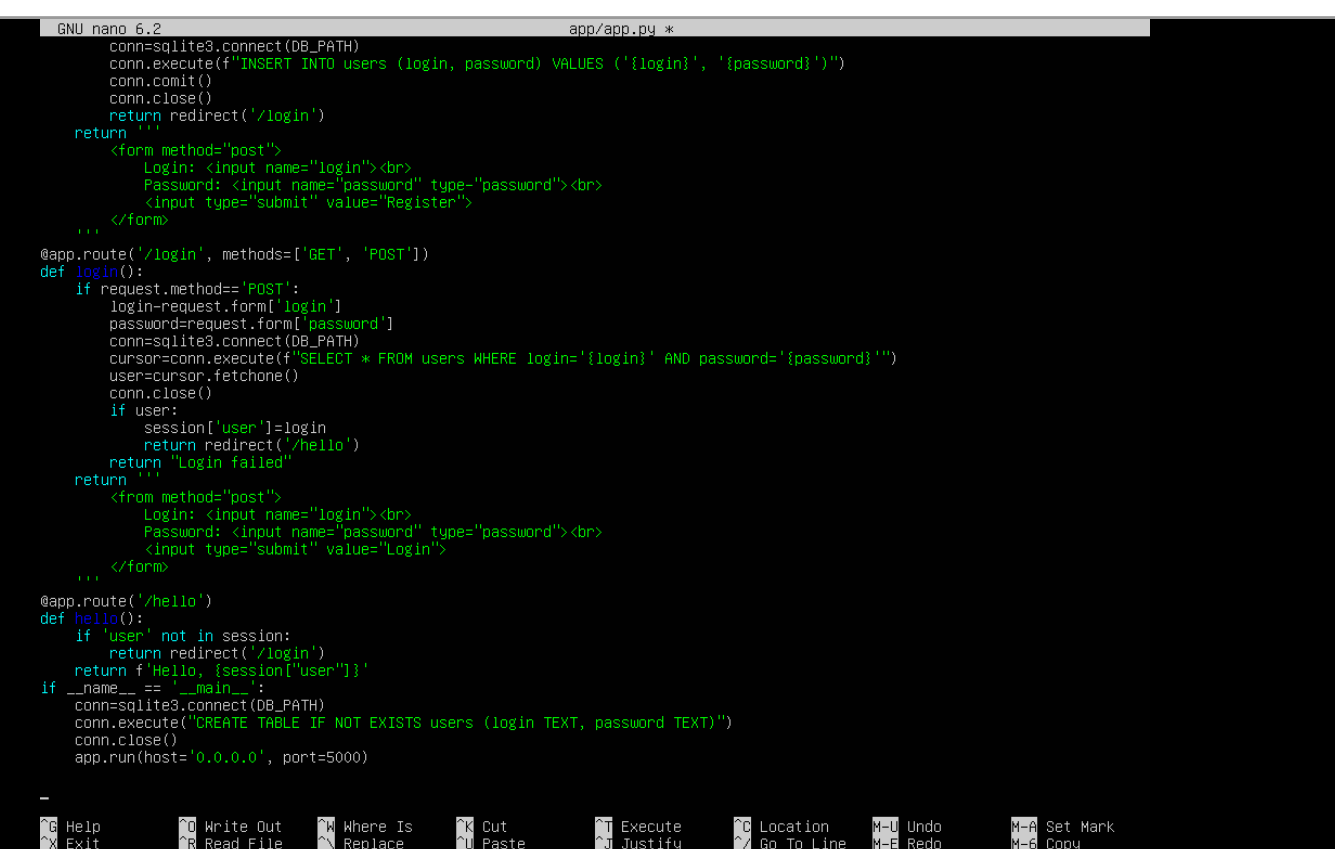 GNU nano 6.2 app/app.py *
        conn=sqlite3.connect(DB_PATH)
        conn.execute(f"INSERT INTO users (login, password) VALUES ('{login}', '{password}')")
        conn.comit()
        conn.close()
        return redirect('/login')
    return '''
        <form method="post">
            Login: <input name="login"><br>
            Password: <input name="password" type-"password"><br>
            <input type="submit" value="Register">
        </form>
    '''
@app.route('/login', methods=['GET', 'POST'])
def login():
    if request.method=='POST':
        login-request.form['login']
        password=request.form['password']
        conn=sqlite3.connect(DB_PATH)
        cursor=conn.execute(f"SELECT * FROM users WHERE login='{login}' AND password='{password}'")
        user=cursor.fetchone()
        conn.close()
        if user:
            session['user']=login
            return redirect('/hello')
        return "Login failed"
    return '''
        <from method="post">
            Login: <input name="login"><br>
            Password: <input name="password" type="password"><br>
            <input type="submit" value="Login">
        </form>
    '''
@app.route('/hello')
def hello():
    if 'user' not in session:
        return redirect('/login')
    return f'Hello, {session["user"]}'
if __name__ == '__main__':
    conn=sqlite3.connect(DB_PATH)
    conn.execute("CREATE TABLE IF NOT EXISTS users (login TEXT, password TEXT)")
    conn.close()
    app.run(host='0.0.0.0', port=5000)
^G Help ^O Write Out ^W Where Is ^K Cut ^T Execute ^C Location M-U Undo M-A Set Mark
^X Exit ^R Read File ^\ Replace ^U Paste ^J Justify ^/ Go To Line M-E Redo M-6 Copy